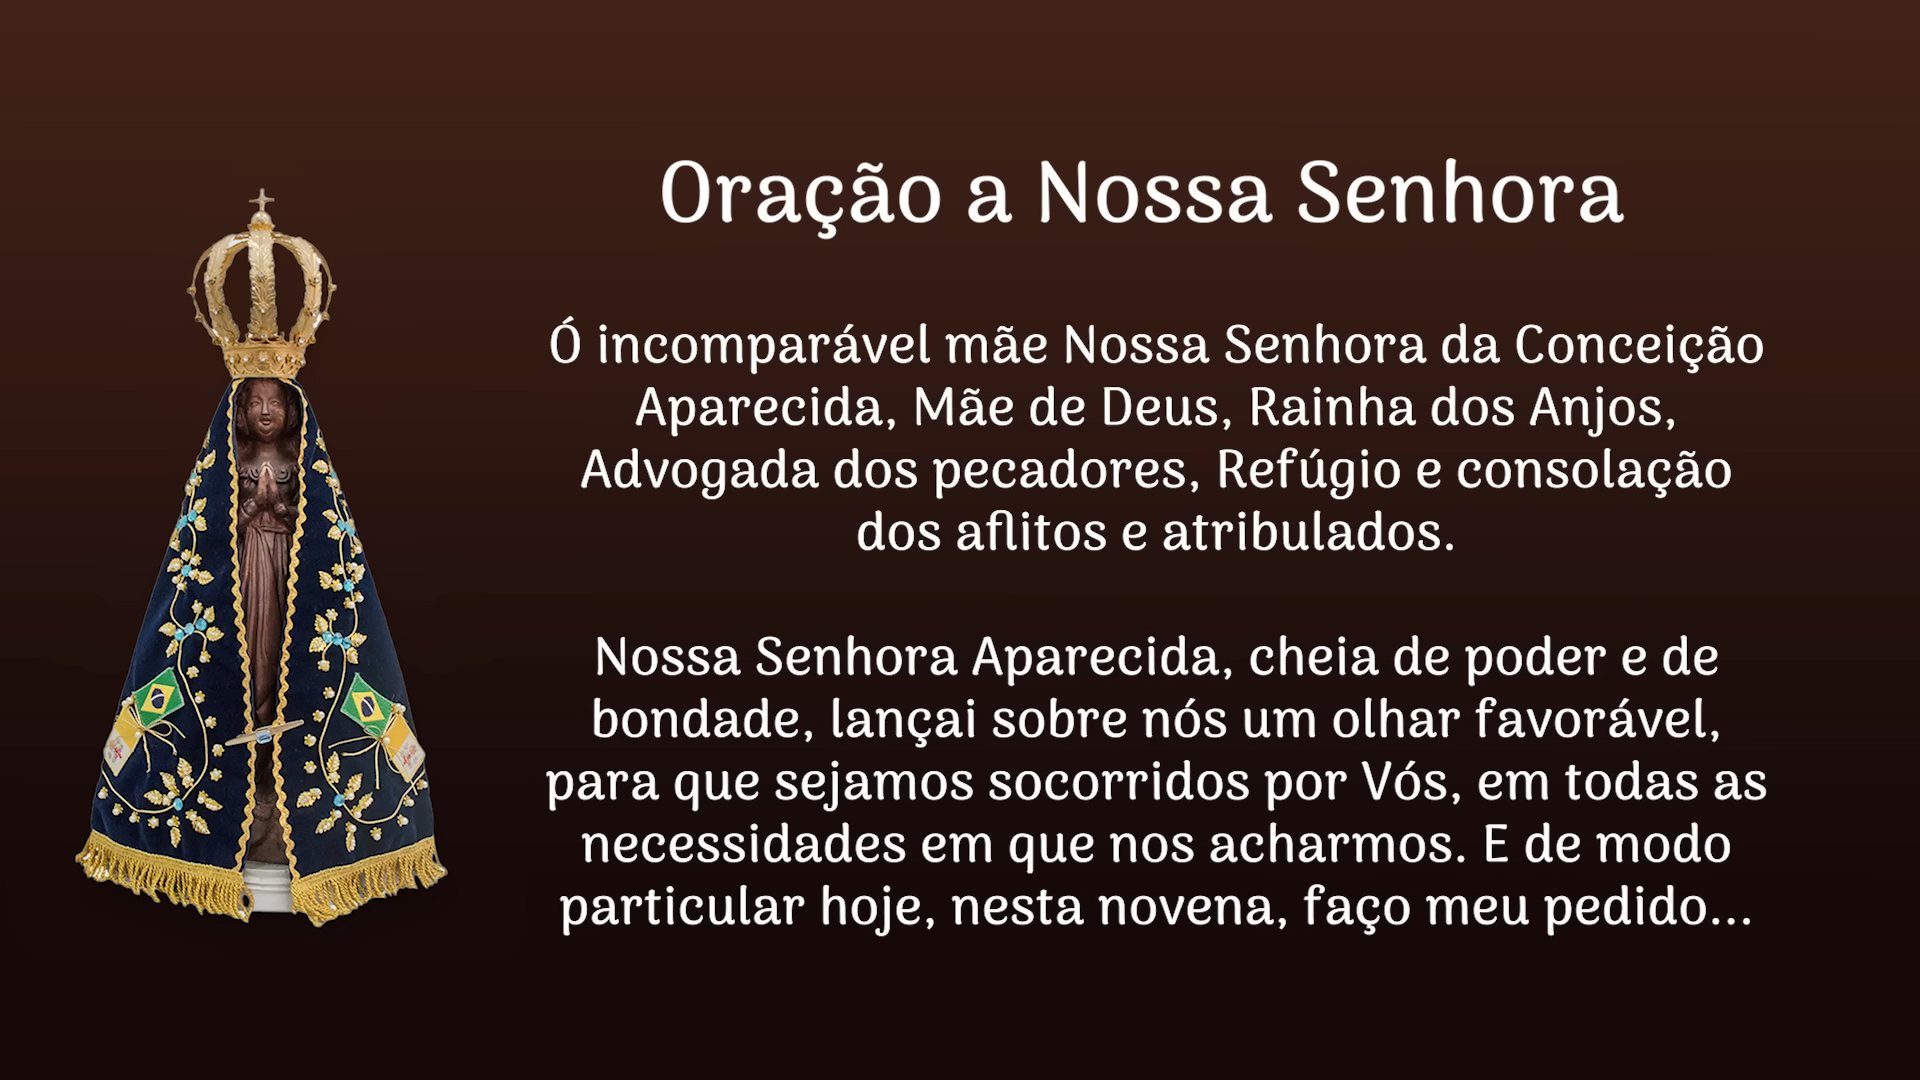 Oração a Nossa Senhora
Ó incomparável mãe Nossa Senhora da Conceição
Aparecida, Mãe de Deus, Rainha dos Anjos,
Advogada dos pecadores, Refúgio e consolação
dos aflitos e atribulados.
Nossa Senhora Aparecida, cheia de poder e de
bondade, lançai sobre nós um olhar favorável,
para que sejamos socorridos por Vós, em todas as
necessidades em que nos acharmos. E de modo
particular hoje, nesta novena, faço meu pedido...